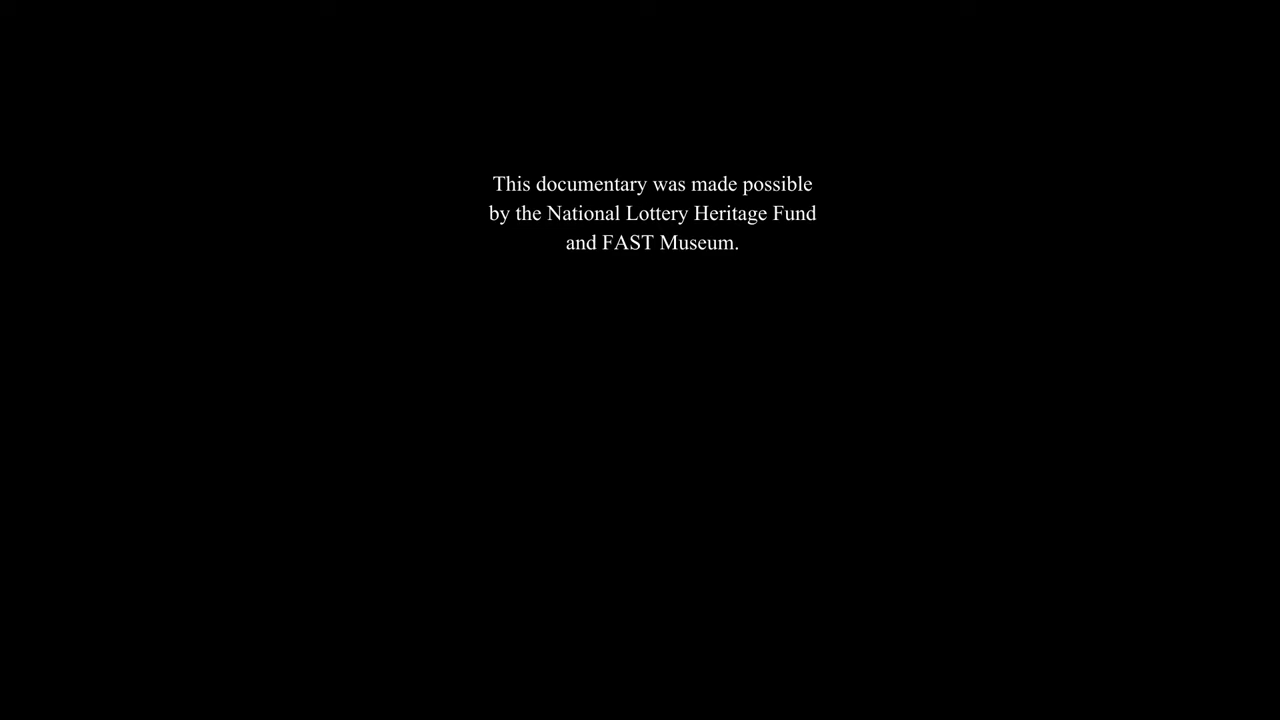 This documentary was made possible
by the National Lottery Heritage Fund
and FAST Museum.